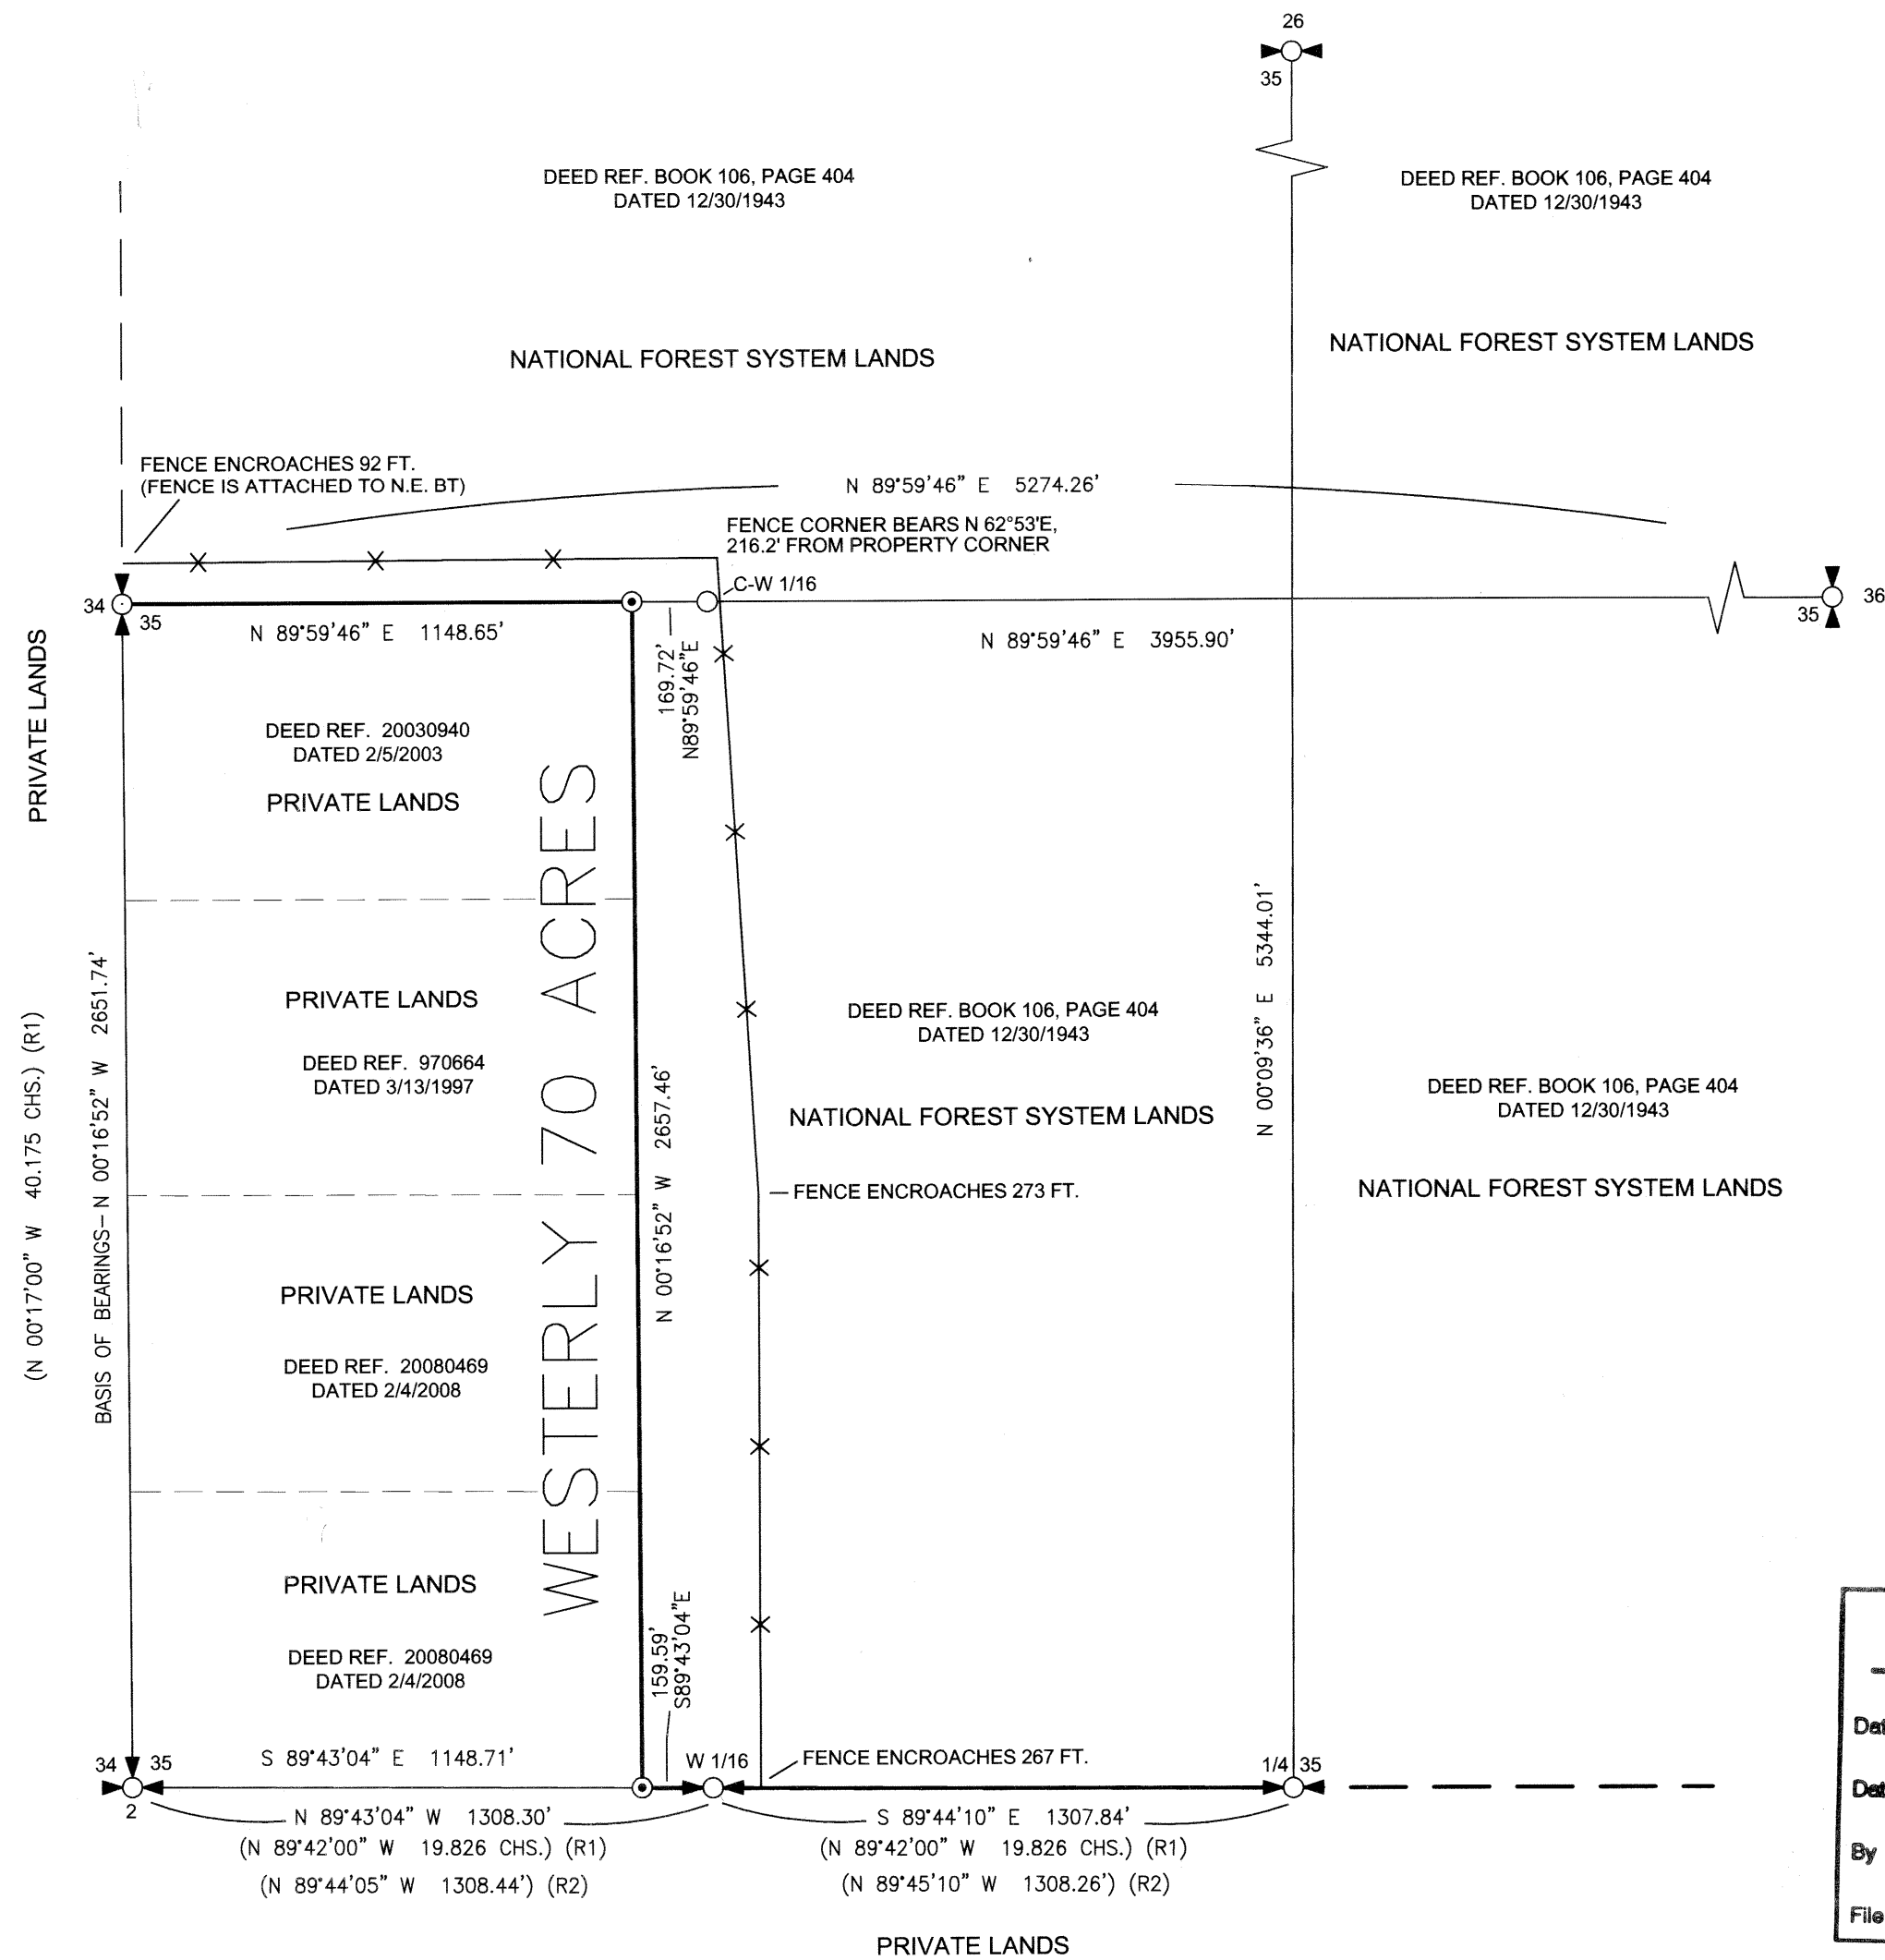 26
35
DEED REF. BOOK 106, PAGE 404
DATED 12/30/1943
DEED REF. BOOK 106, PAGE 404
DATED 12/30/1943
NATIONAL FOREST SYSTEM LANDS
NATIONAL FOREST SYSTEM LANDS
FENCE ENCROACHES 92 FT.
(FENCE IS ATTACHED TO N.E. BT)
N 89°59'46" E 5274.26'
FENCE CORNER BEARS N 62°53'E,
216.2' FROM PROPERTY CORNER
C-W 1/16
34
35
36
35
N 89°59'46" E 1148.65'
169.72'
N89°59'46"E
N 89°59'46" E 3955.90'
PRIVATE LANDS
DEED REF. 20030940
DATED 2/5/2003
PRIVATE LANDS
WESTERLY 70 ACRES
(N 00°17'00" W 40.175 CHS.) (R1)
BASIS OF BEARINGS-N 00°16'52" W 2651.74'
PRIVATE LANDS
DEED REF. 970664
DATED 3/13/1997
N 00°16'52" W 2657.46'
DEED REF. BOOK 106, PAGE 404
DATED 12/30/1943
NATIONAL FOREST SYSTEM LANDS
N 00°09'36" E 5344.01'
DEED REF. BOOK 106, PAGE 404
DATED 12/30/1943
NATIONAL FOREST SYSTEM LANDS
FENCE ENCROACHES 273 FT.
PRIVATE LANDS
DEED REF. 20080469
DATED 2/4/2008
PRIVATE LANDS
DEED REF. 20080469
DATED 2/4/2008
159.59'
S89°43'04"E
34
35
2
S 89°43'04" E 1148.71'
W 1/16
FENCE ENCROACHES 267 FT.
1/4
35
N 89°43'04" W 1308.30'
(N 89°42'00" W 19.826 CHS.) (R1)
(N 89°44'05" W 1308.44') (R2)
S 89°44'10" E 1307.84'
(N 89°42'00" W 19.826 CHS.) (R1)
(N 89°45'10" W 1308.26') (R2)
PRIVATE LANDS
By
File